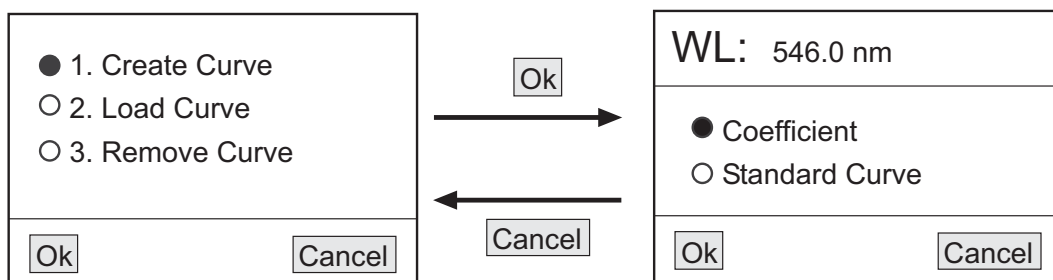 1. Create Curve
2. Load Curve
3. Remove Curve
Ok
Cancel
Ok
Cancel
WL: 546.0 nm
Coefficient
Standard Curve
Ok
Cancel